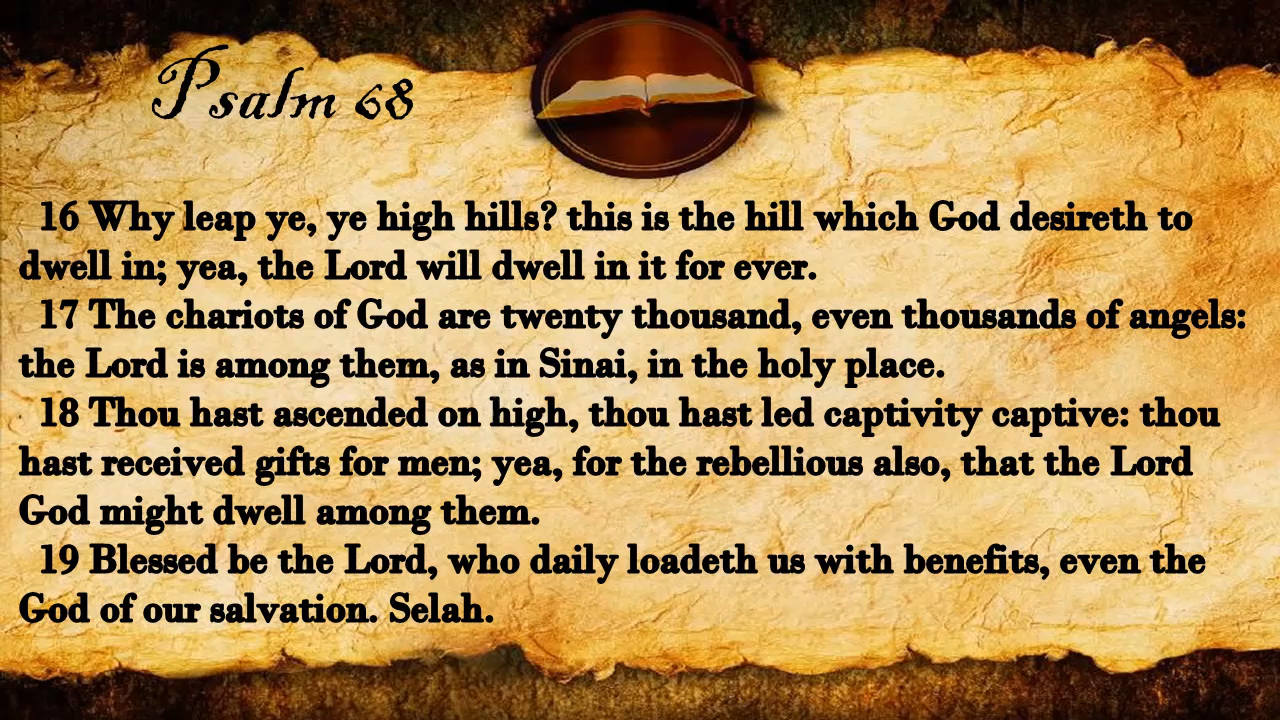 Psalm 68
16 Why leap ye, ye high hills? this is the hill which God desireth to
dwell in; yea, the Lord will dwell in it for ever.
17 The chariots of God are twenty thousand, even thousands of angels:
the Lord is among them, as in Sinai, in the holy place.
18 Thou hast ascended on high, thou hast led captivity captive: thou
hast received gifts for men; yea, for the rebellious also, that the Lord
God might dwell among them.
19 Blessed be the Lord, who daily loadeth us with benefits, even the
God of our salvation. Selah.